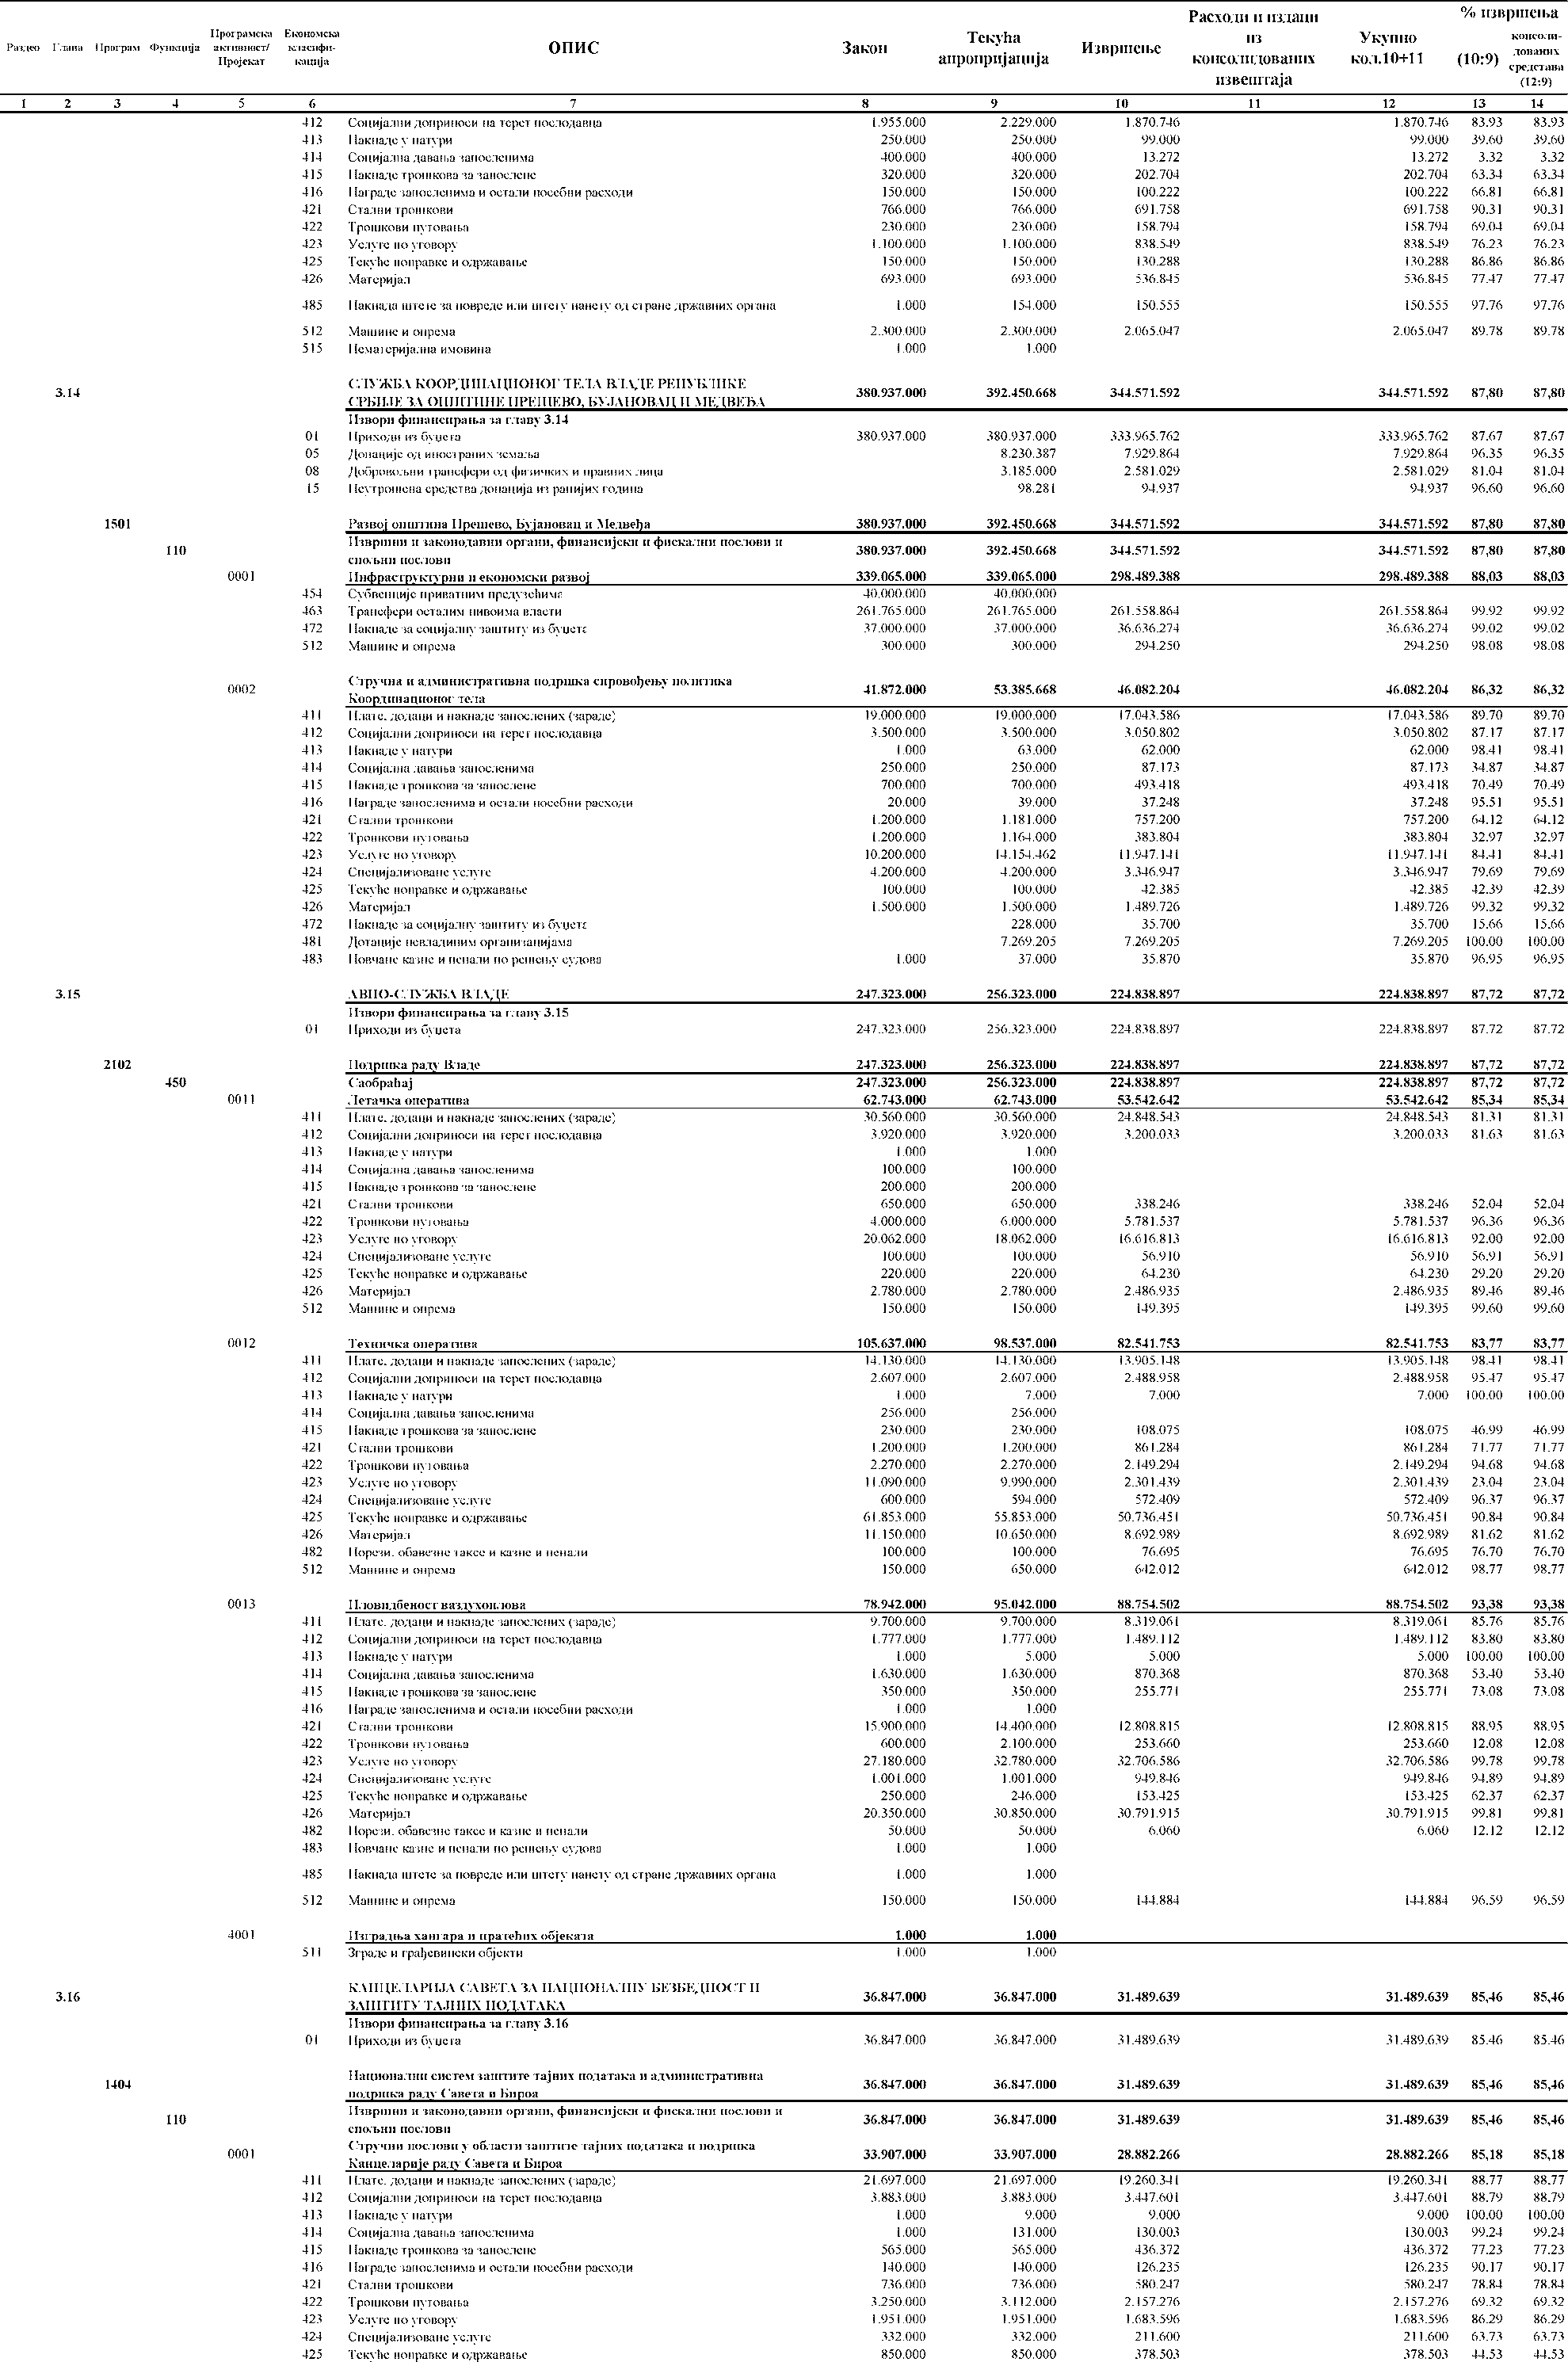 Раздео Глава Програм Функција Програмска активност/ Пројекат Економска класифи-кација ОПИС Закон Текућа апропријација Извршење Расходи и издаци из консолидованих извештаја Укупно кол.10+11 % извршења (10:9) консоли-дованих средстава (12:9)
1 2 3 4 5 6 7 8 9 10 11 12 13 14
412 Социјални доприноси на терет послодавца 1.955.000 2.229.000 1.870.746 1.870.746 83,93 83,93
413 Накнаде у натури 250.000 250.000 99.000 99.000 39,60 39,60
414 Социјална давања запосленима 400.000 400.000 13.272 13.272 3,32 3,32
415 Накнаде трошкова за запослене 320.000 320.000 202.704 202.704 63,34 63,34
416 Награде запосленима и остали посебни расходи 150.000 150.000 100.222 100.222 66,81 66,81
421 Стални трошкови 766.000 766.000 691.758 691.758 90,31 90,31
422 Трошкови путовања 230.000 230.000 158.794 158.794 69,04 69,04
423 Услуге по уговору 1.100.000 1.100.000 838.549 838.549 76,23 76,23
425 Текуће поправке и одржавање 150.000 150.000 130.288 130.288 86,86 86,86
426 Материјал 693.000 693.000 536.845 536.845 77,47 77,47
485 Накнада штете за повреде или штету нанету од стране државних органа 1.000 154.000 150.555 150.555 97,76 97,76
512 Машине и опрема 2.300.000 2.300.000 2.065.047 2.065.047 89,78 89,78
515 Нематеријална имовина 1.000 1.000
3.14 СЛУЖБА КООРДИНАЦИОНОГ ТЕЛА ВЛАДЕ РЕПУБЛИКЕ СРБИЈЕ ЗА ОПШТИНЕ ПРЕШЕВО, БУЈАНОВАЦ И МЕДВЕЂА 380.937.000 392.450.668 344.571.592 344.571.592 87,80 87,80
Извори финансирања за главу 3.14
01 Приходи из буџета 380.937.000 380.937.000 333.965.762 333.965.762 87,67 87,67
05 Донације од иностраних земаља 8.230.387 7.929.864 7.929.864 96,35 96,35
08 Добровољни трансфери од физичких и правних лица 3.185.000 2.581.029 2.581.029 81,04 81,04
15 Неутрошена средства донација из ранијих година 98.281 94.937 94.937 96,60 96,60
1501 Развој општина Прешево, Бујановац и Медвеђа 380.937.000 392.450.668 344.571.592 344.571.592 87,80 87,80
110 Извршни и законодавни органи, финансијски и фискални послови и спољни послови 380.937.000 392.450.668 344.571.592 344.571.592 87,80 87,80
0001 Инфраструктурни и економски развој 339.065.000 339.065.000 298.489.388 298.489.388 88,03 88,03
454 Субвенције приватним предузећима 40.000.000 40.000.000
463 Трансфери осталим нивоима власти 261.765.000 261.765.000 261.558.864 261.558.864 99,92 99,92
472 Накнаде за социјалну заштиту из буџета 37.000.000 37.000.000 36.636.274 36.636.274 99,02 99,02
512 Машине и опрема 300.000 300.000 294.250 294.250 98,08 98,08
0002 Стручна и административна подршка спровођењу политика Координационог тела 41.872.000 53.385.668 46.082.204 46.082.204 86,32 86,32
411 Плате, додаци и накнаде запослених (зараде) 19.000.000 19.000.000 17.043.586 17.043.586 89,70 89,70
412 Социјални доприноси на терет послодавца 3.500.000 3.500.000 3.050.802 3.050.802 87,17 87,17
413 Накнаде у натури 1.000 63.000 62.000 62.000 98,41 98,41
414 Социјална давања запосленима 250.000 250.000 87.173 87.173 34,87 34,87
415 Накнаде трошкова за запослене 700.000 700.000 493.418 493.418 70,49 70,49
416 Награде запосленима и остали посебни расходи 20.000 39.000 37.248 37.248 95,51 95,51
421 Стални трошкови 1.200.000 1.181.000 757.200 757.200 64,12 64,12
422 Трошкови путовања 1.200.000 1.164.000 383.804 383.804 32,97 32,97
423 Услуге по уговору 10.200.000 14.154.462 11.947.141 11.947.141 84,41 84,41
424 Специјализоване услуге 4.200.000 4.200.000 3.346.947 3.346.947 79,69 79,69
425 Текуће поправке и одржавање 100.000 100.000 42.385 42.385 42,39 42,39
426 Материјал 1.500.000 1.500.000 1.489.726 1.489.726 99,32 99,32
472 Накнаде за социјалну заштиту из буџета 228.000 35.700 35.700 15,66 15,66
481 Дотације невладиним организацијама 7.269.205 7.269.205 7.269.205 100,00 100,00
483 Новчане казне и пенали по решењу судова 1.000 37.000 35.870 35.870 96,95 96,95
3.15 АВИО-СЛУЖБА ВЛАДЕ 247.323.000 256.323.000 224.838.897 224.838.897 87,72 87,72
Извори финансирања за главу 3.15
01 Приходи из буџета 247.323.000 256.323.000 224.838.897 224.838.897 87,72 87,72
2102 Подршка раду Владе 247.323.000 256.323.000 224.838.897 224.838.897 87,72 87,72
450 Саобраћај 247.323.000 256.323.000 224.838.897 224.838.897 87,72 87,72
0011 Летачка оператива 62.743.000 62.743.000 53.542.642 53.542.642 85,34 85,34
411 Плате, додаци и накнаде запослених (зараде) 30.560.000 30.560.000 24.848.543 24.848.543 81,31 81,31
412 Социјални доприноси на терет послодавца 3.920.000 3.920.000 3.200.033 3.200.033 81,63 81,63
413 Накнаде у натури 1.000 1.000
414 Социјална давања запосленима 100.000 100.000
415 Накнаде трошкова за запослене 200.000 200.000
421 Стални трошкови 650.000 650.000 338.246 338.246 52,04 52,04
422 Трошкови путовања 4.000.000 6.000.000 5.781.537 5.781.537 96,36 96,36
423 Услуге по уговору 20.062.000 18.062.000 16.616.813 16.616.813 92,00 92,00
424 Специјализоване услуге 100.000 100.000 56.910 56.910 56,91 56,91
425 Текуће поправке и одржавање 220.000 220.000 64.230 64.230 29,20 29,20
426 Материјал 2.780.000 2.780.000 2.486.935 2.486.935 89,46 89,46
512 Машине и опрема 150.000 150.000 149.395 149.395 99,60 99,60
0012 Техничка оператива 105.637.000 98.537.000 82.541.753 82.541.753 83,77 83,77
411 Плате, додаци и накнаде запослених (зараде) 14.130.000 14.130.000 13.905.148 13.905.148 98,41 98,41
412 Социјални доприноси на терет послодавца 2.607.000 2.607.000 2.488.958 2.488.958 95,47 95,47
413 Накнаде у натури 1.000 7.000 7.000 7.000 100,00 100,00
414 Социјална давања запосленима 256.000 256.000
415 Накнаде трошкова за запослене 230.000 230.000 108.075 108.075 46,99 46,99
421 Стални трошкови 1.200.000 1.200.000 861.284 861.284 71,77 71,77
422 Трошкови путовања 2.270.000 2.270.000 2.149.294 2.149.294 94,68 94,68
423 Услуге по уговору 11.090.000 9.990.000 2.301.439 2.301.439 23,04 23,04
424 Специјализоване услуге 600.000 594.000 572.409 572.409 96,37 96,37
425 Текуће поправке и одржавање 61.853.000 55.853.000 50.736.451 50.736.451 90,84 90,84
426 Материјал 11.150.000 10.650.000 8.692.989 8.692.989 81,62 81,62
482 Порези, обавезне таксе и казне и пенали 100.000 100.000 76.695 76.695 76,70 76,70
512 Машине и опрема 150.000 650.000 642.012 642.012 98,77 98,77
0013 Пловидбеност ваздухоплова 78.942.000 95.042.000 88.754.502 88.754.502 93,38 93,38
411 Плате, додаци и накнаде запослених (зараде) 9.700.000 9.700.000 8.319.061 8.319.061 85,76 85,76
412 Социјални доприноси на терет послодавца 1.777.000 1.777.000 1.489.112 1.489.112 83,80 83,80
413 Накнаде у натури 1.000 5.000 5.000 5.000 100,00 100,00
414 Социјална давања запосленима 1.630.000 1.630.000 870.368 870.368 53,40 53,40
415 Накнаде трошкова за запослене 350.000 350.000 255.771 255.771 73,08 73,08
416 Награде запосленима и остали посебни расходи 1.000 1.000
421 Стални трошкови 15.900.000 14.400.000 12.808.815 12.808.815 88,95 88,95
422 Трошкови путовања 600.000 2.100.000 253.660 253.660 12,08 12,08
423 Услуге по уговору 27.180.000 32.780.000 32.706.586 32.706.586 99,78 99,78
424 Специјализоване услуге 1.001.000 1.001.000 949.846 949.846 94,89 94,89
425 Текуће поправке и одржавање 250.000 246.000 153.425 153.425 62,37 62,37
426 Материјал 20.350.000 30.850.000 30.791.915 30.791.915 99,81 99,81
482 Порези, обавезне таксе и казне и пенали 50.000 50.000 6.060 6.060 12,12 12,12
483 Новчане казне и пенали по решењу судова 1.000 1.000
485 Накнада штете за повреде или штету нанету од стране државних органа 1.000 1.000
512 Машине и опрема 150.000 150.000 144.884 144.884 96,59 96,59
4001 Изградња хангара и пратећих објеката 1.000 1.000
511 Зграде и грађевински објекти 1.000 1.000
3.16 КАНЦЕЛАРИЈА САВЕТА ЗА НАЦИОНАЛНУ БЕЗБЕДНОСТ И ЗАШТИТУ ТАЈНИХ ПОДАТАКА 36.847.000 36.847.000 31.489.639 31.489.639 85,46 85,46
Извори финансирања за главу 3.16
01 Приходи из буџета 36.847.000 36.847.000 31.489.639 31.489.639 85,46 85,46
1404 Национални систем заштите тајних података и административна подршка раду Савета и Бироа 36.847.000 36.847.000 31.489.639 31.489.639 85,46 85,46
110 Извршни и законодавни органи, финансијски и фискални послови и спољни послови 36.847.000 36.847.000 31.489.639 31.489.639 85,46 85,46
0001 Стручни послови у области заштите тајних података и подршка Канцеларије раду Савета и Бироа 33.907.000 33.907.000 28.882.266 28.882.266 85,18 85,18
411 Плате, додаци и накнаде запослених (зараде) 21.697.000 21.697.000 19.260.341 19.260.341 88,77 88,77
412 Социјални доприноси на терет послодавца 3.883.000 3.883.000 3.447.601 3.447.601 88,79 88,79
413 Накнаде у натури 1.000 9.000 9.000 9.000 100,00 100,00
414 Социјална давања запосленима 1.000 131.000 130.003 130.003 99,24 99,24
415 Накнаде трошкова за запослене 565.000 565.000 436.372 436.372 77,23 77,23
416 Награде запосленима и остали посебни расходи 140.000 140.000 126.235 126.235 90,17 90,17
421 Стални трошкови 736.000 736.000 580.247 580.247 78,84 78,84
422 Трошкови путовања 3.250.000 3.112.000 2.157.276 2.157.276 69,32 69,32
423 Услуге по уговору 1.951.000 1.951.000 1.683.596 1.683.596 86,29 86,29
424 Специјализоване услуге 332.000 332.000 211.600 211.600 63,73 63,73
425 Текуће поправке и одржавање 850.000 850.000 378.503 378.503 44,53 44,53